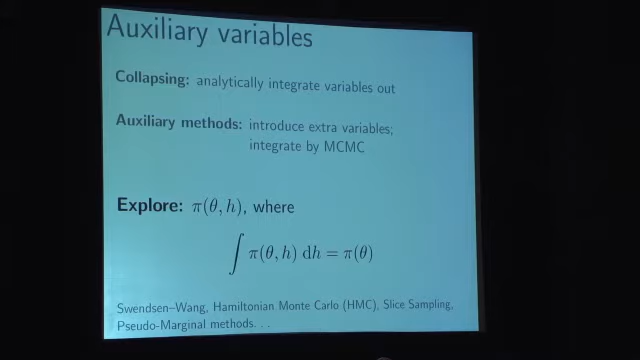 Auxiliary variables
Collapsing: analytically integrate variables out
Auxiliary methods: introduce extra variables;
integrate by MCMC
Explore: π(θ, h), where
∫ π(θ, h) dh = π(θ)
Swendsen–Wang, Hamiltonian Monte Carlo (HMC), Slice Sampling,
Pseudo-Marginal methods. . .